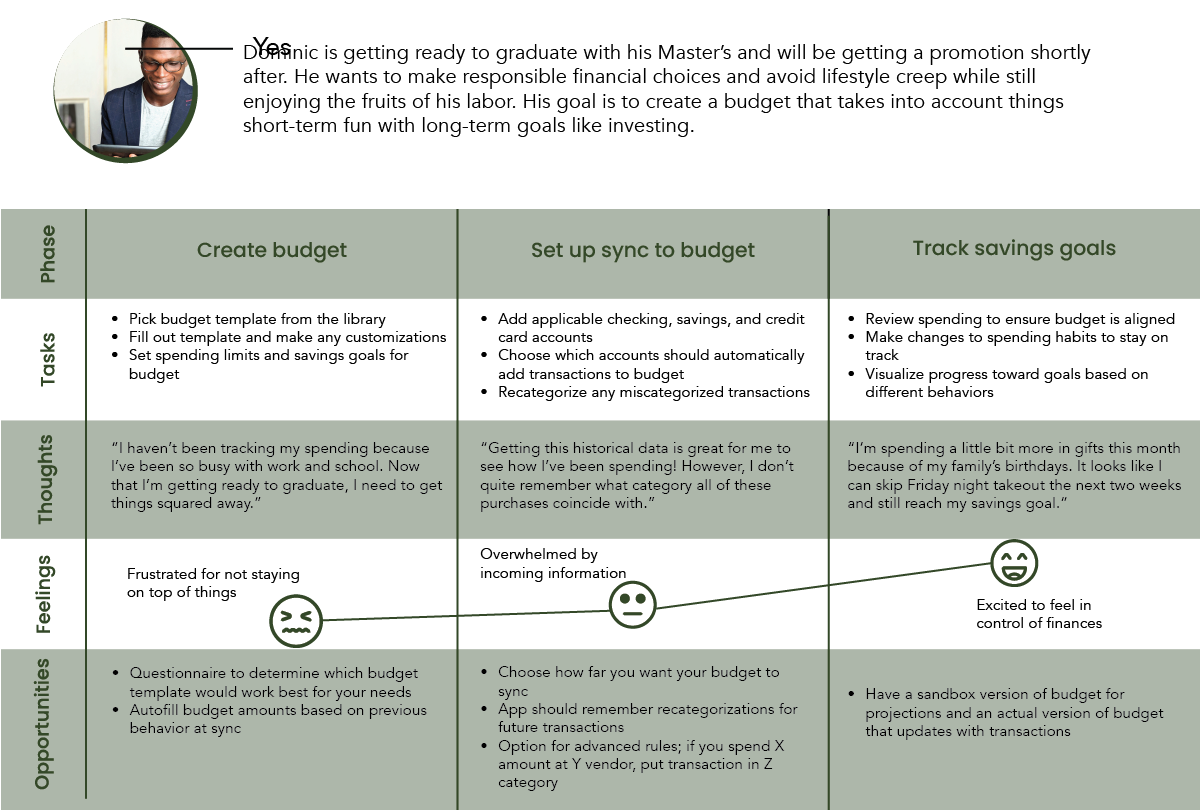 Yes
Dominic is getting ready to graduate with his Master’s and will be getting a promotion shortly
after. He wants to make responsible financial choices and avoid lifestyle creep while still
enjoying the fruits of his labor. His goal is to create a budget that takes into account things
short-term fun with long-term goals like investing.
Phase
Create budget
Set up sync to budget
Track savings goals
Tasks
• Pick budget template from the library
• Fill out template and make any customizations
• Set spending limits and savings goals for
budget
• Add applicable checking, savings, and credit
card accounts
• Choose which accounts should automatically
add transactions to budget
• Recategorize any miscategorized transactions
• Review spending to ensure budget is aligned
• Make changes to spending habits to stay on
track
• Visualize progress toward goals based on
different behaviors
Thoughts
“I haven’t been tracking my spending because
I’ve been so busy with work and school. Now
that I’m getting ready to graduate, I need to get
things squared away.”
“Getting this historical data is great for me to
see how I’ve been spending! However, I don’t
quite remember what category all of these
purchases coincide with.”
“I’m spending a little bit more in gifts this month
because of my family’s birthdays. It looks like I
can skip Friday night takeout the next two weeks
and still reach my savings goal.”
Feelings
Frustrated for not staying
on top of things
Overwhelmed by
incoming information
Excited to feel in
control of finances
Opportunities
• Questionnaire to determine which budget
template would work best for your needs
• Autofill budget amounts based on previous
behavior at sync
• Choose how far you want your budget to
sync
• App should remember recategorizations for
future transactions
• Option for advanced rules; if you spend X
amount at Y vendor, put transaction in Z
category
• Have a sandbox version of budget for
projections and an actual version of budget
that updates with transactions